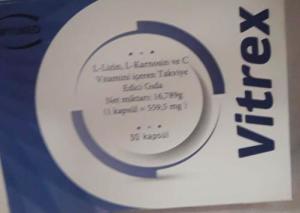 L-Lizin, L-Karnosin ve C
Vitamini içeren Takviye
Edici Gıda
Net miktarı: 16,789g
(1 kapsül = 559,5 mg)
30 kapsül
Vitrex